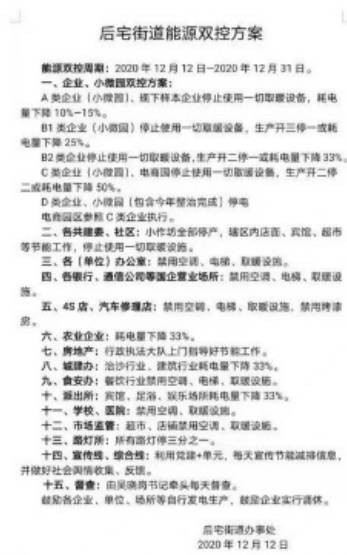 后宅街道能源双控方案
能源双控周期：2020 年 12 月 12 日—2020 年 12 月 31 日。
一、企业、小微园双控方案：
A 类企业（小微园）、规下样本企业停止使用一切取暖设备，耗电
量下降 10%—15%。
B1 类企业（小微园）停止使用一切取暖设备，生产开三停一或耗
电量下降 25%。
B2 类企业停止使用一切取暖设备，生产开二停一或耗电量下降 33%。
C 类企业（小微园）、电商园停止使用一切取暖设备，生产开二停
二或耗电量下降 50%。
D 类企业、小微园（包含今年整治完成）停电
电商园区参照 C 类企业执行。
二、各共建委、社区：小作坊全部停产，辖区内店面、宾馆、超市
等节能工作，停止使用一切取暖设施。
三、各（单位）办公室：禁用空调、电梯、取暖设施。
四、各银行、通信公司等国企营业场所：禁用空调、电梯、取暖设
施。
五、4S 店、汽车修理店：禁用空调、电梯、取暖设施、禁用烤漆
房。
六、农业企业：耗电量下降 33%。
七、房地产：行政执法大队上门指导好节能工作。
八、城建办：治沙行业、建筑行业耗电量下降 33%。
九、食安办：餐饮行业禁用空调、电梯、取暖设施。
十、派出所：宾馆、足浴、娱乐场所耗电量下降 33%。
十一、学校、医院：禁用空调、取暖设施。
十二、市场监管：超市、店铺禁用空调、取暖设施。
十三、路灯所：所有路灯停三分之一。
十四、宣传线、综合线：利用党建+单元，每天宣传节能减排信息，
并做好社会舆情收集、反馈。
十五、督查：由吴晓岗书记牵头每天督查。
鼓励各企业、单位、场所等自行发电生产，鼓励企业实行调休。
后宅街道办事处
2020 年 12 月 12 日